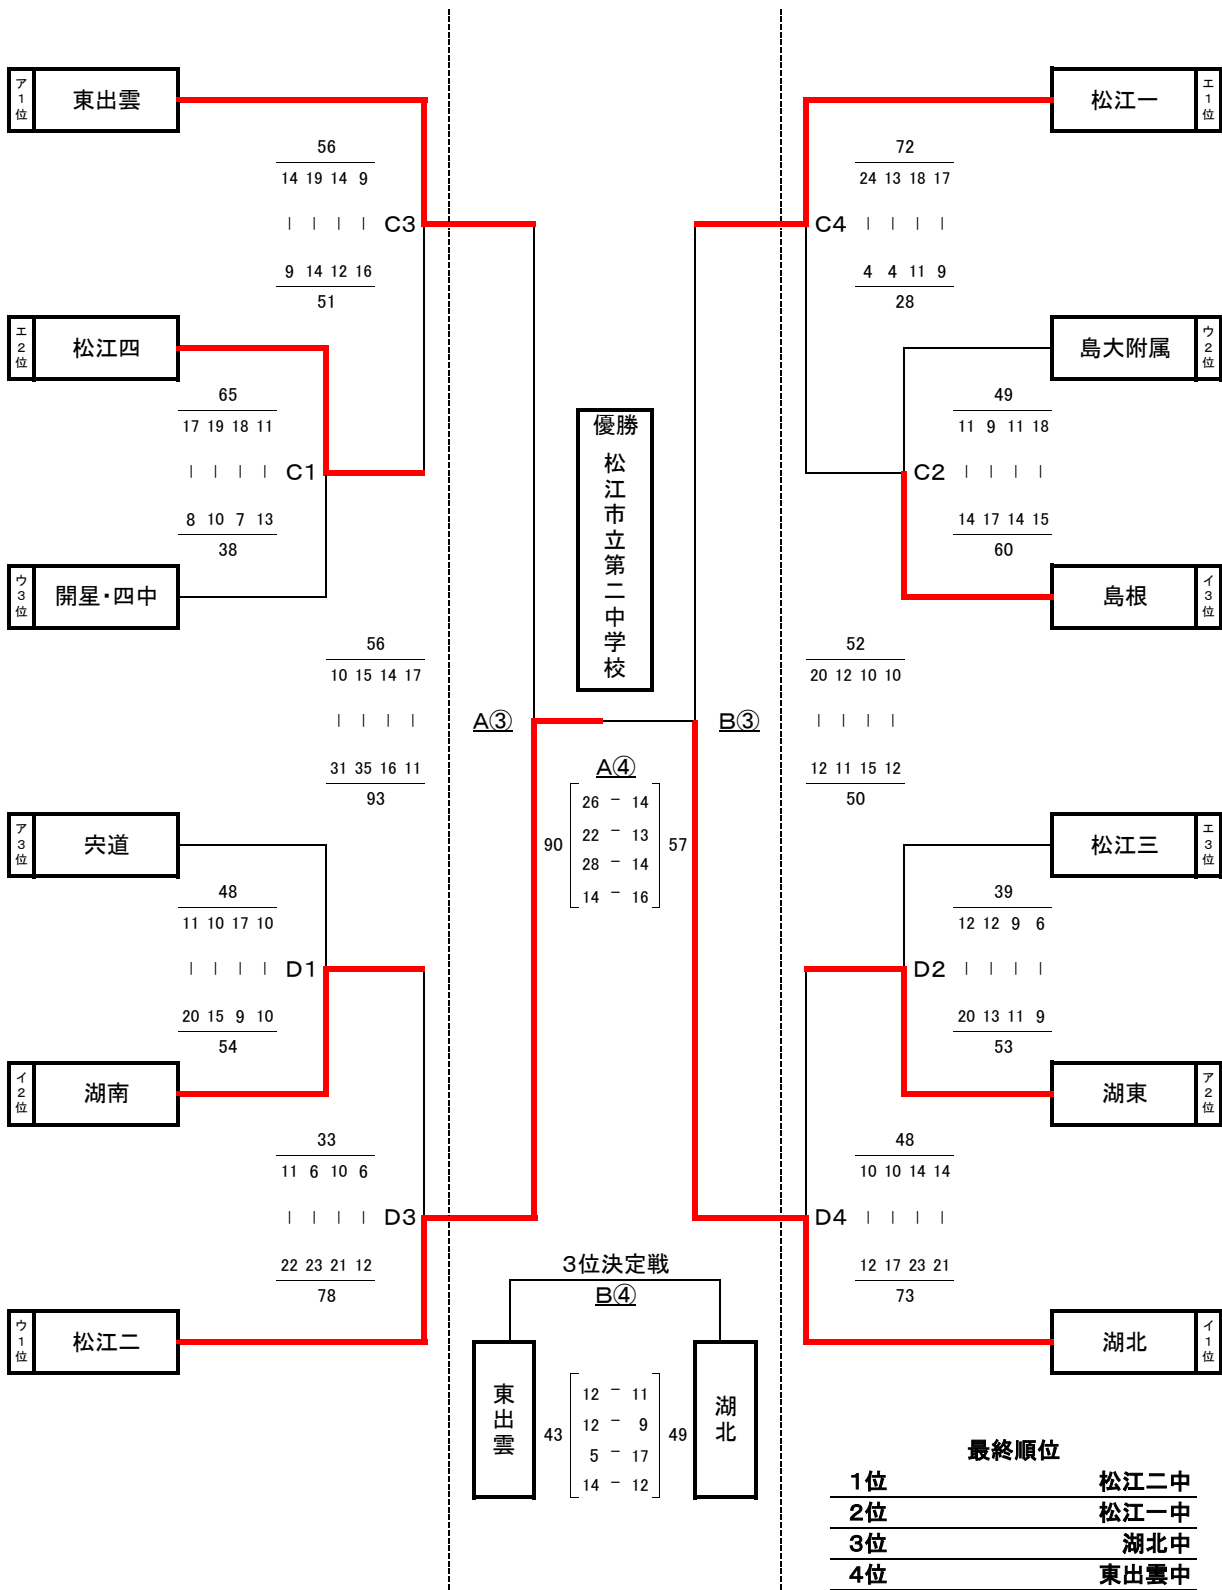 ア1位 東出雲
松江一 エ1位
56
14 19 14 9
C3
9 14 12 16
51
72
24 13 18 17
C4
4 4 11 9
28
エ2位 松江四
島大附属 ウ2位
65
17 19 18 11
C1
8 10 7 13
38
49
11 9 11 18
C2
14 17 14 15
60
優勝
松江市立第二中学校
ウ3位 開星・四中
島根 イ3位
56
10 15 14 17
A③
31 35 16 11
93
52
20 12 10 10
B③
12 11 15 12
50
A④
26 - 14
22 - 13
90 57
28 - 14
14 - 16
ア3位 宍道
松江三 エ3位
48
11 10 17 10
D1
20 15 9 10
54
39
12 12 9 6
D2
20 13 11 9
53
イ2位 湖南
湖東 ア2位
33
11 6 10 6
D3
22 23 21 12
78
48
10 10 14 14
D4
12 17 23 21
73
ウ1位 松江二
湖北 イ1位
3位決定戦
B④
東出雲
湖北
12 - 11
12 - 9
43 49
5 - 17
14 - 12
最終順位
1位 松江二中
2位 松江一中
3位 湖北中
4位 東出雲中